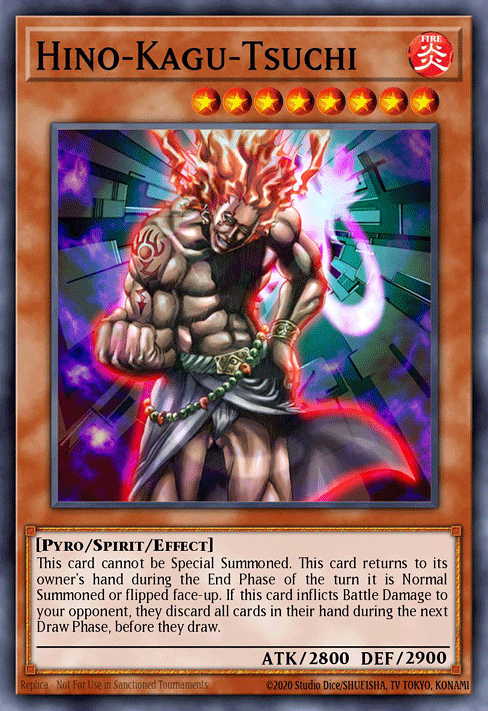 Hino-Kagu-Tsuchi
FIRE
炎
[Pyro/Spirit/Effect]
This card cannot be Special Summoned. This card returns to its
owner's hand during the End Phase of the turn it is Normal
Summoned or flipped face-up. If this card inflicts Battle Damage to
your opponent, they discard all cards in their hand during the next
Draw Phase, before they draw.
ATK/2800 DEF/2900
Replica - Not For Use in Sanctioned Tournaments
©2020 Studio Dice/SHUEISHA, TV TOKYO, KONAMI